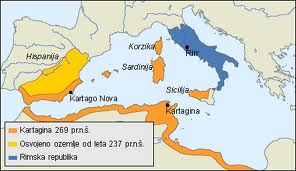 Hispanija
Korzika
Rim
Sardinija
Kartago Nova
Sicilija
Kartagina
Kartagina 269 pr.n.š.
Osvojeno ozemlje od leta 237 pr.n.š.
Rimska republika